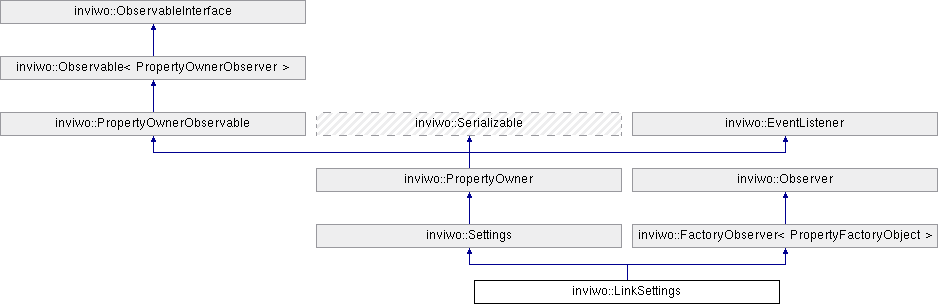 inviwo::ObservableInterface
inviwo::Observable< PropertyOwnerObserver >
inviwo::PropertyOwnerObservable
inviwo::Serializable
inviwo::EventListener
inviwo::PropertyOwner
inviwo::Observer
inviwo::Settings
inviwo::FactoryObserver< PropertyFactoryObject >
inviwo::LinkSettings